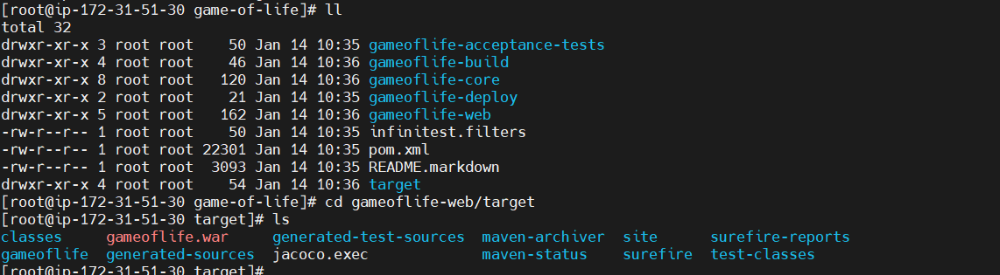 [root@ip-172-31-51-30 game-of-life]# ll
total 32
drwxr-xr-x 3 root root    50 Jan 14 10:35 gameoflife-acceptance-tests
drwxr-xr-x 4 root root    46 Jan 14 10:36 gameoflife-build
drwxr-xr-x 8 root root   120 Jan 14 10:36 gameoflife-core
drwxr-xr-x 2 root root    21 Jan 14 10:35 gameoflife-deploy
drwxr-xr-x 5 root root   162 Jan 14 10:36 gameoflife-web
-rw-r--r-- 1 root root    50 Jan 14 10:35 infinitest.filters
-rw-r--r-- 1 root root 22301 Jan 14 10:35 pom.xml
-rw-r--r-- 1 root root  3093 Jan 14 10:35 README.markdown
drwxr-xr-x 4 root root    54 Jan 14 10:36 target
[root@ip-172-31-51-30 game-of-life]# cd gameoflife-web/target
[root@ip-172-31-51-30 target]# ls
classes     gameoflife.war     generated-test-sources  maven-archiver  site      surefire-reports
gameoflife  generated-sources  jacoco.exec             maven-status    surefire  test-classes
[root@ip-172-31-51-30 target]#